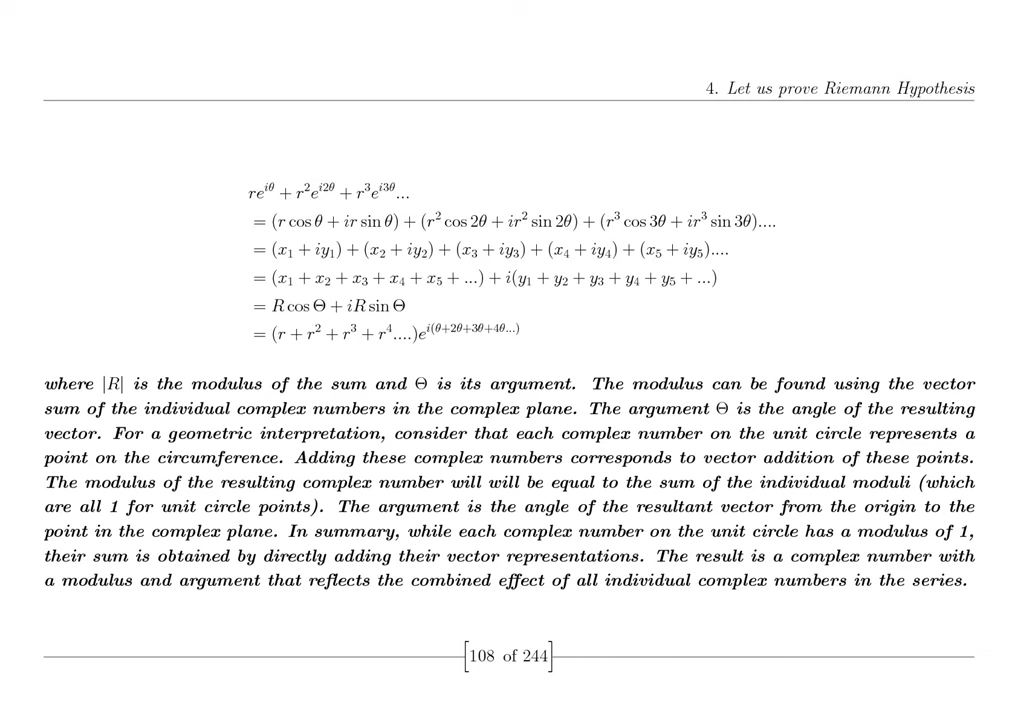 4. Let us prove Riemann Hypothesis
re^{iθ} + r^2e^{i2θ} + r^3e^{i3θ}...
= (r cos θ + ir sin θ) + (r^2 cos 2θ + ir^2 sin 2θ) + (r^3 cos 3θ + ir^3 sin 3θ)....
= (x_1 + iy_1) + (x_2 + iy_2) + (x_3 + iy_3) + (x_4 + iy_4) + (x_5 + iy_5)....
= (x_1 + x_2 + x_3 + x_4 + x_5 + ...) + i(y_1 + y_2 + y_3 + y_4 + y_5 + ...)
= R cos Θ + iR sin Θ
= (r + r^2 + r^3 + r^4....)e^{i(θ+2θ+3θ+4θ...)}
where |R| is the modulus of the sum and Θ is its argument. The modulus can be found using the vector
sum of the individual complex numbers in the complex plane. The argument Θ is the angle of the resulting
vector. For a geometric interpretation, consider that each complex number on the unit circle represents a
point on the circumference. Adding these complex numbers corresponds to vector addition of these points.
The modulus of the resulting complex number will will be equal to the sum of the individual moduli (which
are all 1 for unit circle points). The argument is the angle of the resultant vector from the origin to the
point in the complex plane. In summary, while each complex number on the unit circle has a modulus of 1,
their sum is obtained by directly adding their vector representations. The result is a complex number with
a modulus and argument that reflects the combined effect of all individual complex numbers in the series.
[108 of 244]